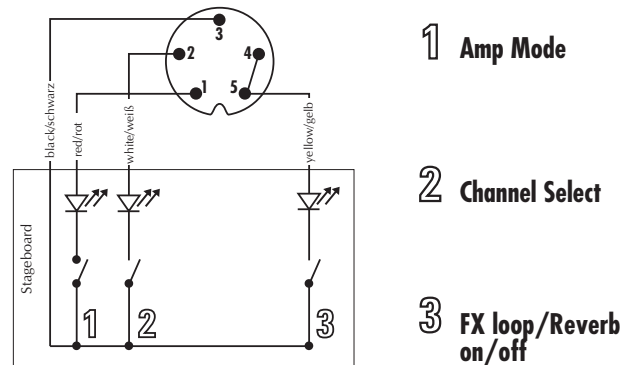 3
2
4
1
5
black/schwarz
red/rot
white/weiß
yellow/gelb
Stageboard
1
2
3
1 Amp Mode
2 Channel Select
3 FX loop/Reverb
on/off